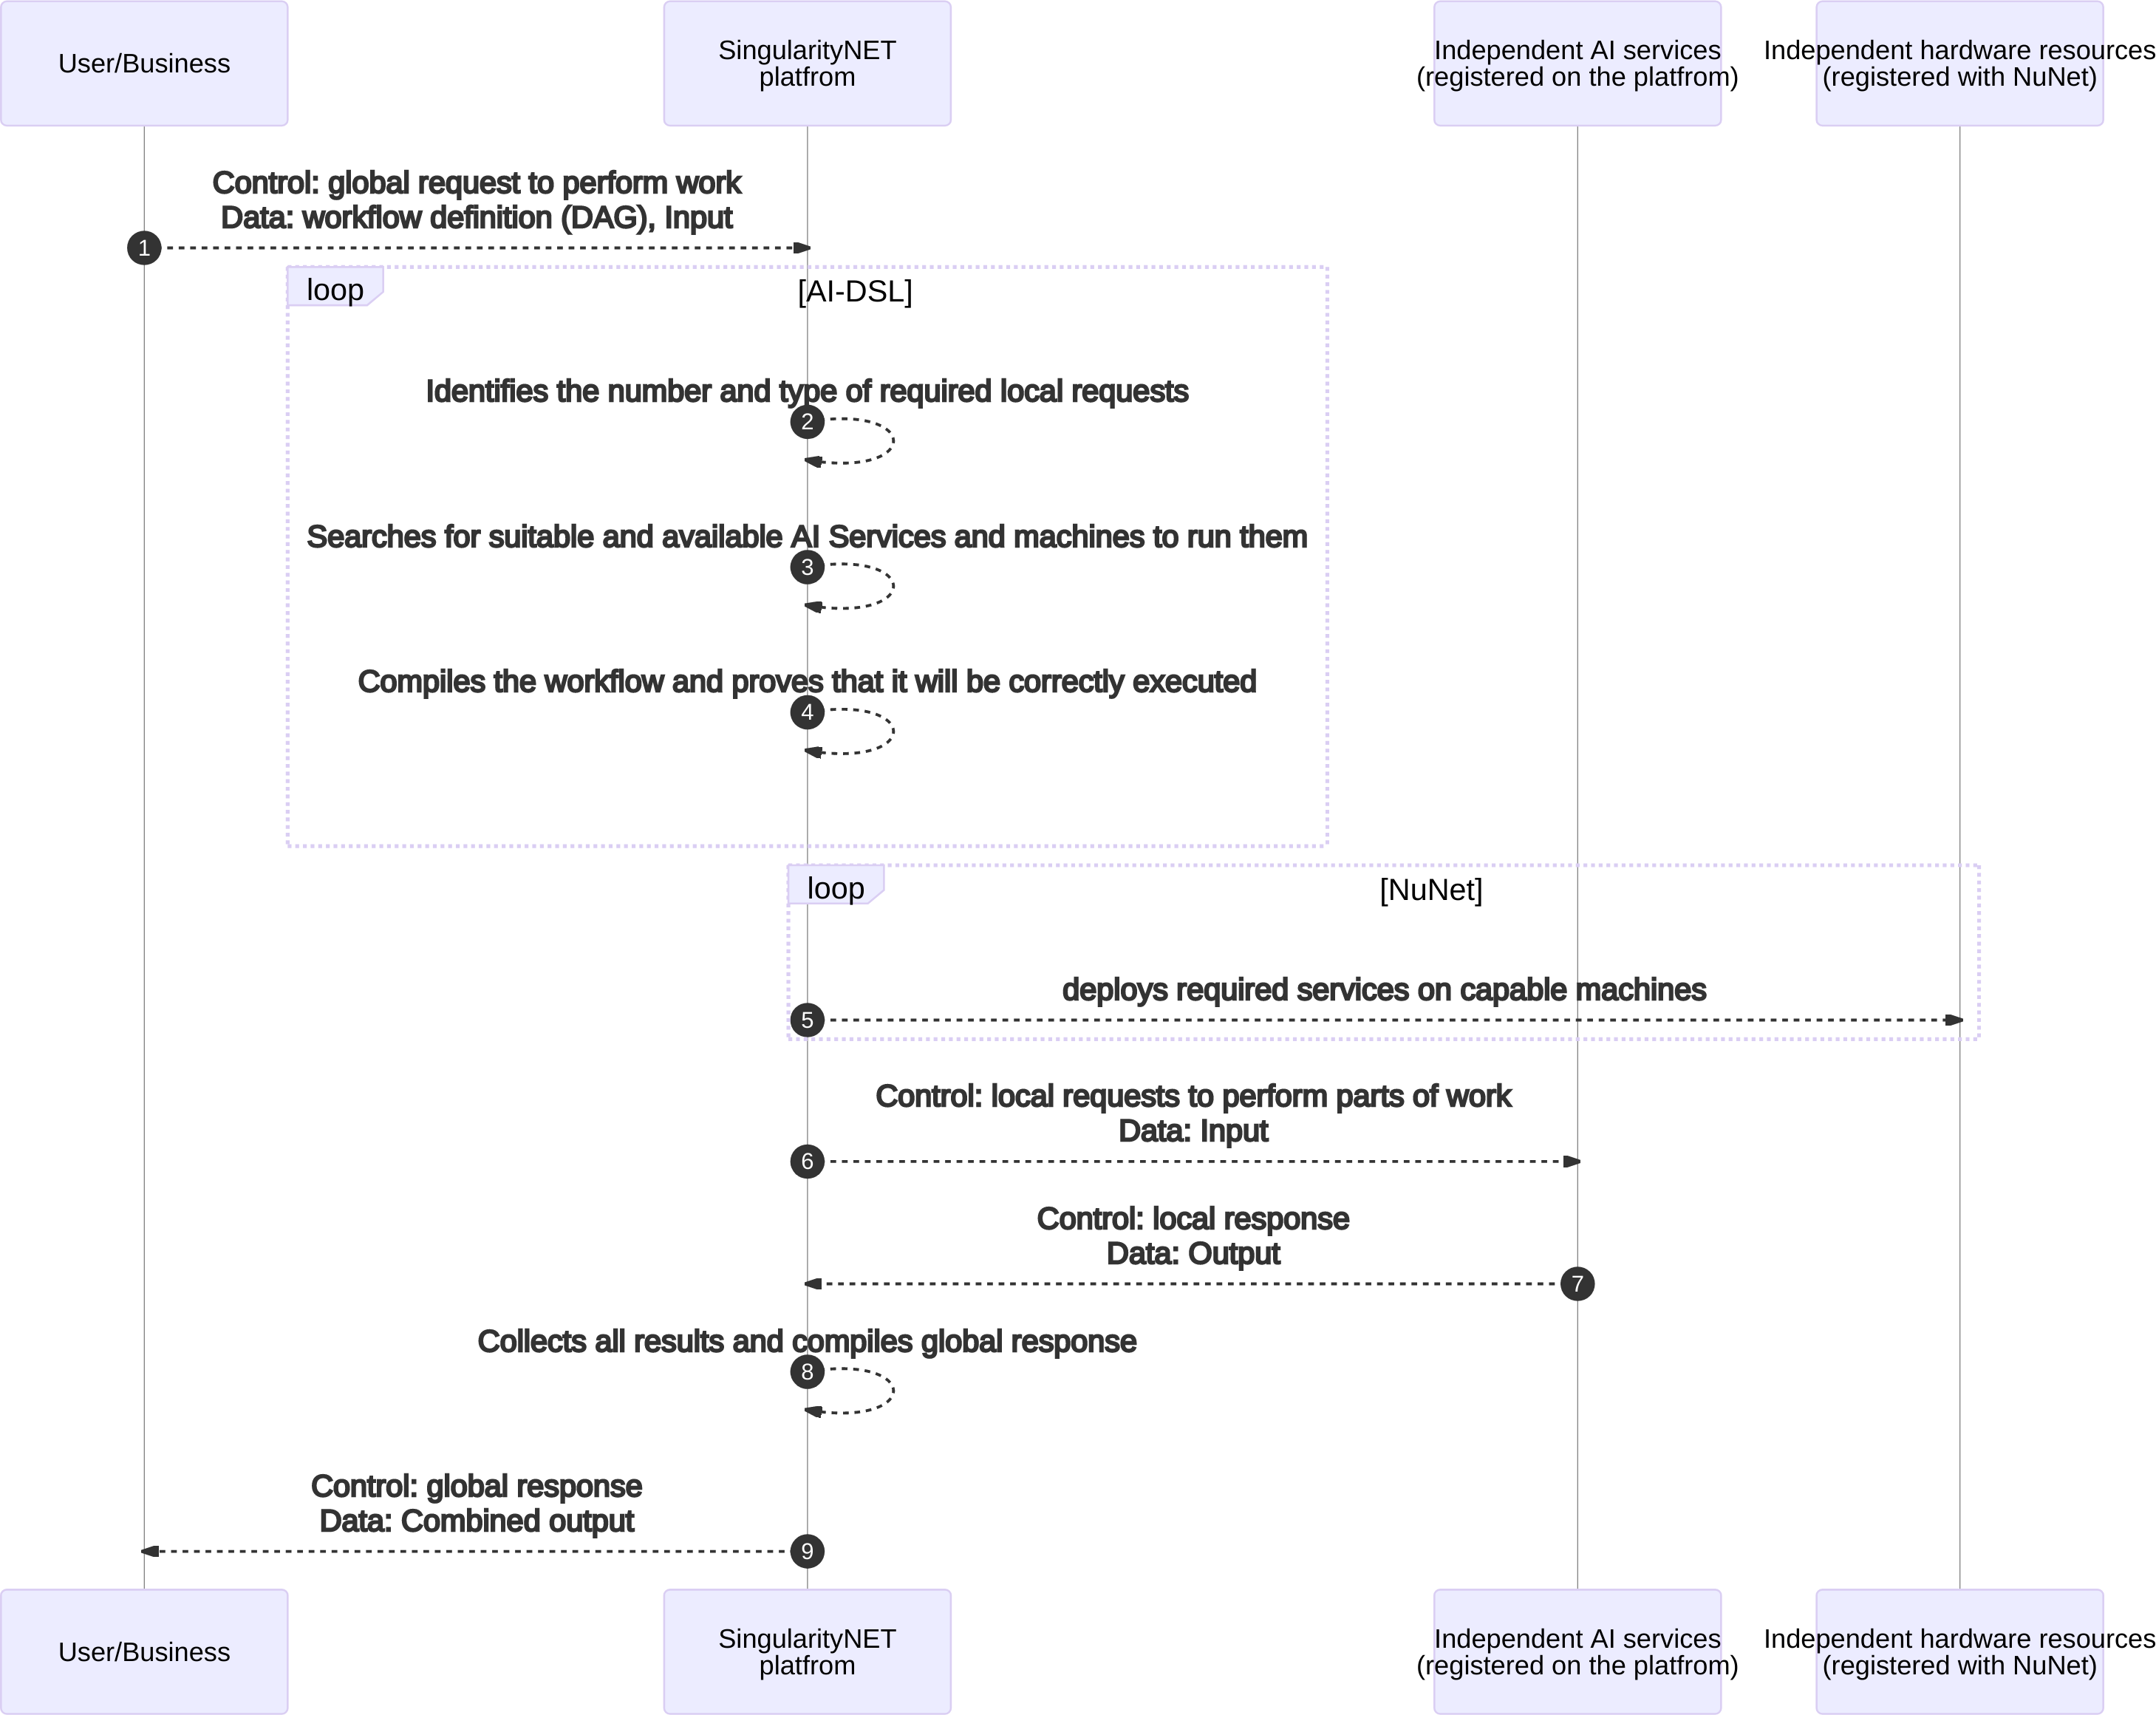 User/Business
SingularityNET
platfrom
Independent AI services
(registered on the platfrom)
Independent hardware resources
(registered with NuNet)
Control: global request to perform work
Data: workflow definition (DAG), Input
1
loop
[AI-DSL]
Identifies the number and type of required local requests
2
Searches for suitable and available AI Services and machines to run them
3
Compiles the workflow and proves that it will be correctly executed
4
loop
[NuNet]
deploys required services on capable machines
5
Control: local requests to perform parts of work
Data: Input
6
Control: local response
Data: Output
7
Collects all results and compiles global response
8
Control: global response
Data: Combined output
9
User/Business
SingularityNET
platfrom
Independent AI services
(registered on the platfrom)
Independent hardware resources
(registered with NuNet)